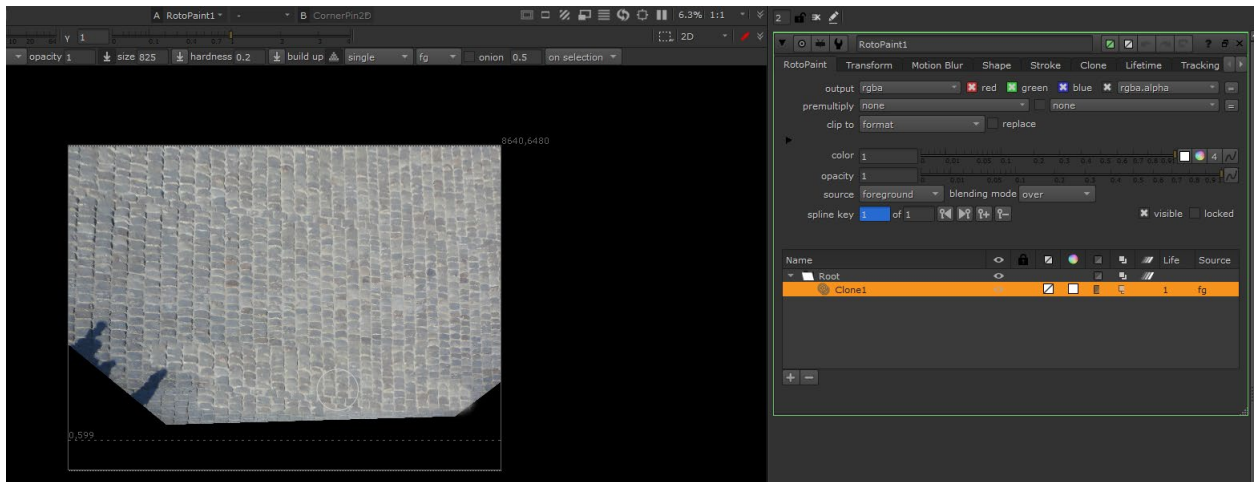 A RotoPaint1 - B CornerPin2D 6.3% 1:1
Y 1 2D
opacity 1 size 825 hardness 0.2 build up single fg onion 0.5 on selection
8640,6480
0,599
2
RotoPaint1 ?
RotoPaint Transform Motion Blur Shape Stroke Clone Lifetime Tracking
output rgba red green blue rgba.alpha =
premultiply none none =
clip to format replace
color 1 4
opacity 1
source foreground blending mode over
spline key 1 of 1 visible locked
Name Life Source
Root
Clone1 1 fg